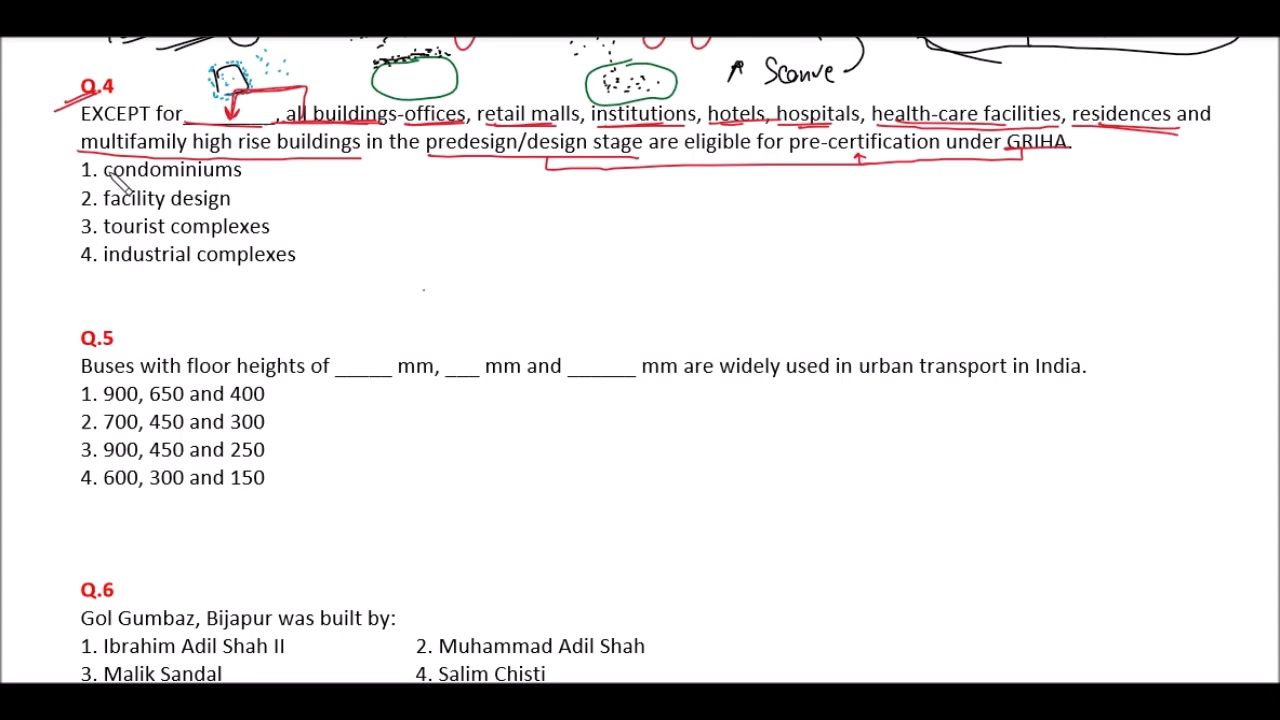 Sconve
Q.4
EXCEPT for________, all buildings-offices, retail malls, institutions, hotels, hospitals, health-care facilities, residences and
multifamily high rise buildings in the predesign/design stage are eligible for pre-certification under GRIHA.
1. condominiums
2. facility design
3. tourist complexes
4. industrial complexes
Q.5
Buses with floor heights of _____ mm, ___ mm and ______ mm are widely used in urban transport in India.
1. 900, 650 and 400
2. 700, 450 and 300
3. 900, 450 and 250
4. 600, 300 and 150
Q.6
Gol Gumbaz, Bijapur was built by:
1. Ibrahim Adil Shah II 2. Muhammad Adil Shah
3. Malik Sandal 4. Salim Chisti